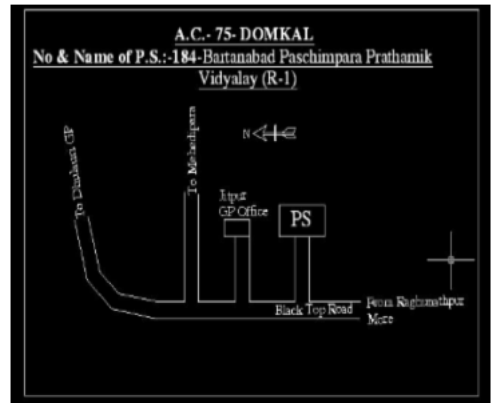 A.C.- 75- DOMKAL
No & Name of P.S.:-184-Bartanabad Paschimpara Prathamik
Vidyalay (R-1)
To Dhulauri GP
To Mehedipara
N
Jitpur
GP Office
PS
Black Top Road
From Raghunathpur
More